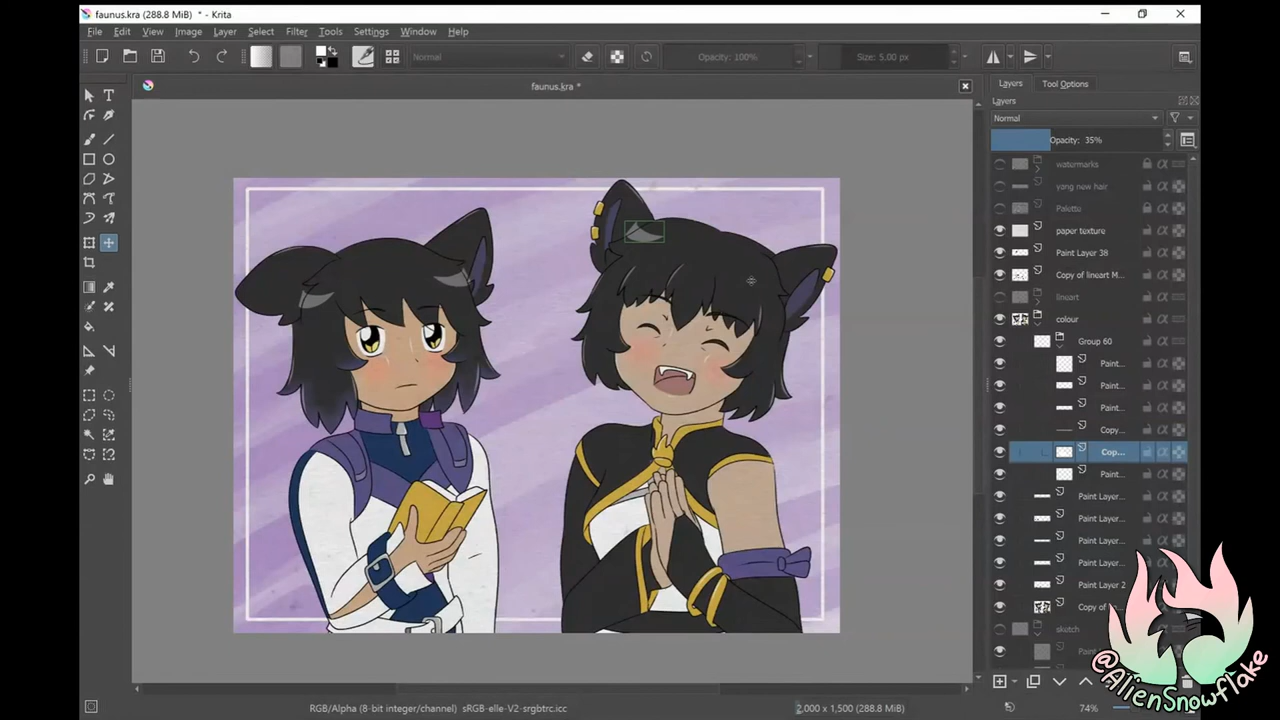 faunus.kra (288.8 MiB) * - Krita
File Edit View Image Layer Select Filter Tools Settings Window Help
Normal
Opacity: 100%
Size: 5.00 px
faunus.kra *
Layers
Tool Options
Layers
Normal
Opacity: 35%
watermarks
yang new hair
Palette
paper texture
Paint Layer 38
Copy of lineart M...
lineart
colour
Group 60
Paint...
Paint...
Paint...
Copy...
Cop...
Paint...
Paint Layer...
Paint Layer...
Paint Layer...
Paint Layer...
Paint Layer 2
Copy of
sketch
Paint
@AlienSnowflake
RGB/Alpha (8-bit integer/channel) sRGB-elle-V2-srgbtrc.icc
2,000 x 1,500 (288.8 MiB)
74%